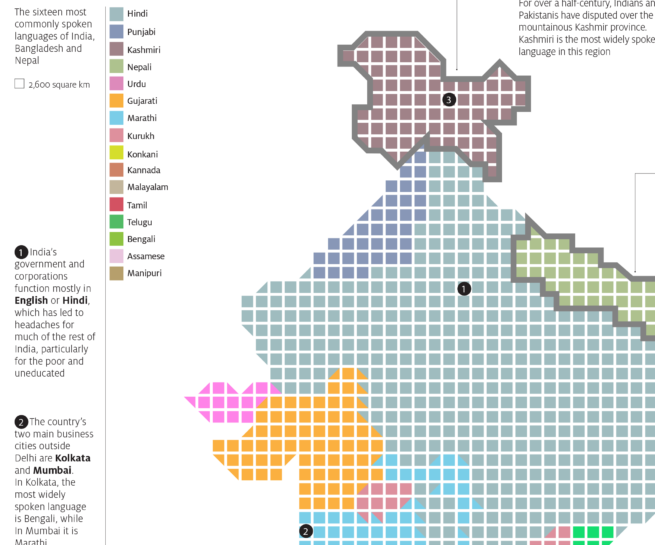 The sixteen most
commonly spoken
languages of India,
Bangladesh and
Nepal
2,600 square km
Hindi
Punjabi
Kashmiri
Nepali
Urdu
Gujarati
Marathi
Kurukh
Konkani
Kannada
Malayalam
Tamil
Telugu
Bengali
Assamese
Manipuri
For over a half-century, Indians an
Pakistanis have disputed over the
mountainous Kashmir province.
Kashmiri is the most widely spoke
language in this region
3
1
2
1 India's
government and
corporations
function mostly in
English or Hindi,
which has led to
headaches for
much of the rest of
India, particularly
for the poor and
uneducated
2 The country's
two main business
cities outside
Delhi are Kolkata
and Mumbai.
In Kolkata, the
most widely
spoken language
is Bengali, while
in Mumbai it is
Marathi